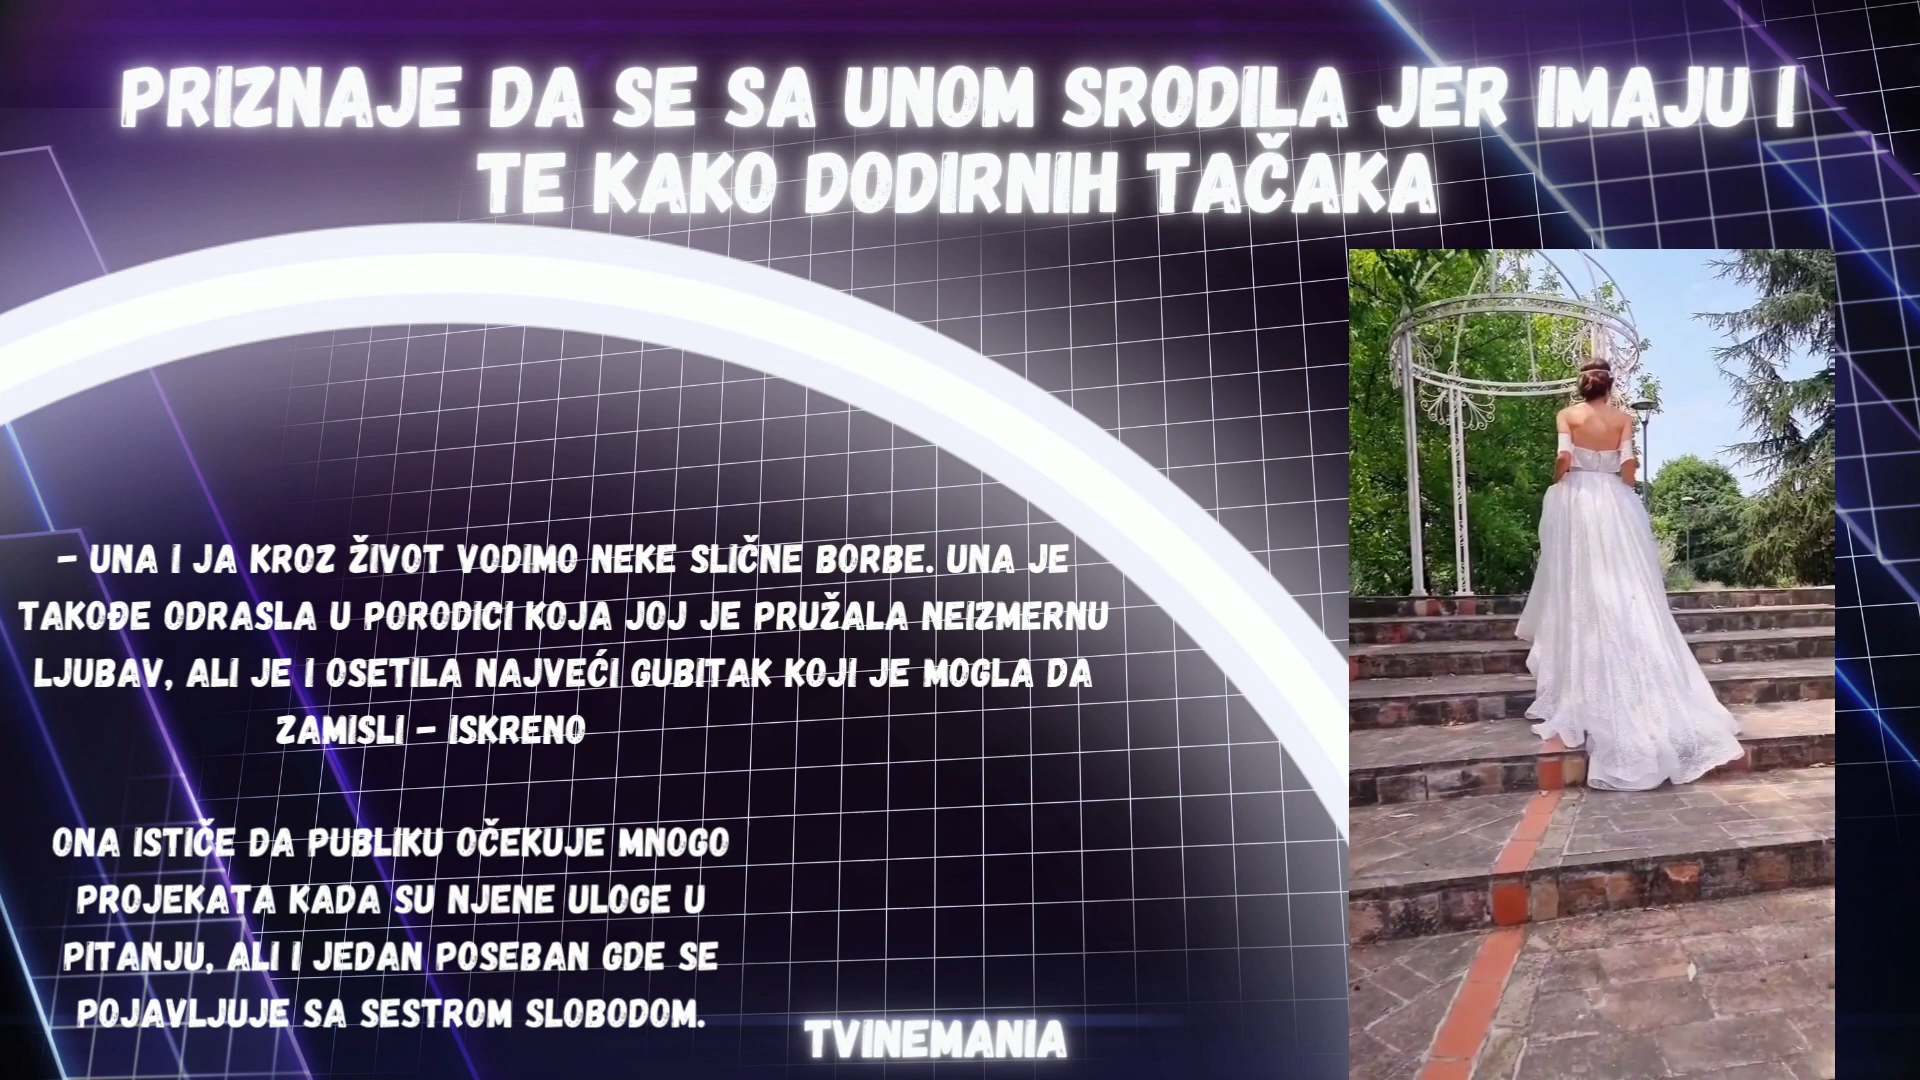 PRIZNAJE DA SE SA UNOM SRODILA JER IMAJU I
TE KAKO DODIRNIH TAČAKA
– UNA I JA KROZ ŽIVOT VODIMO NEKE SLIČNE BORBE. UNA JE
TAKOĐE ODRASLA U PORODICI KOJA JOJ JE PRUŽALA NEIZMERNU
LJUBAV, ALI JE I OSETILA NAJVEĆI GUBITAK KOJI JE MOGLA DA
ZAMISLI – ISKRENO
ONA ISTIČE DA PUBLIKU OČEKUJE MNOGO
PROJEKATA KADA SU NJENE ULOGE U
PITANJU, ALI I JEDAN POSEBAN GDE SE
POJAVLJUJE SA SESTROM SLOBODOM.
TVINEMANIA